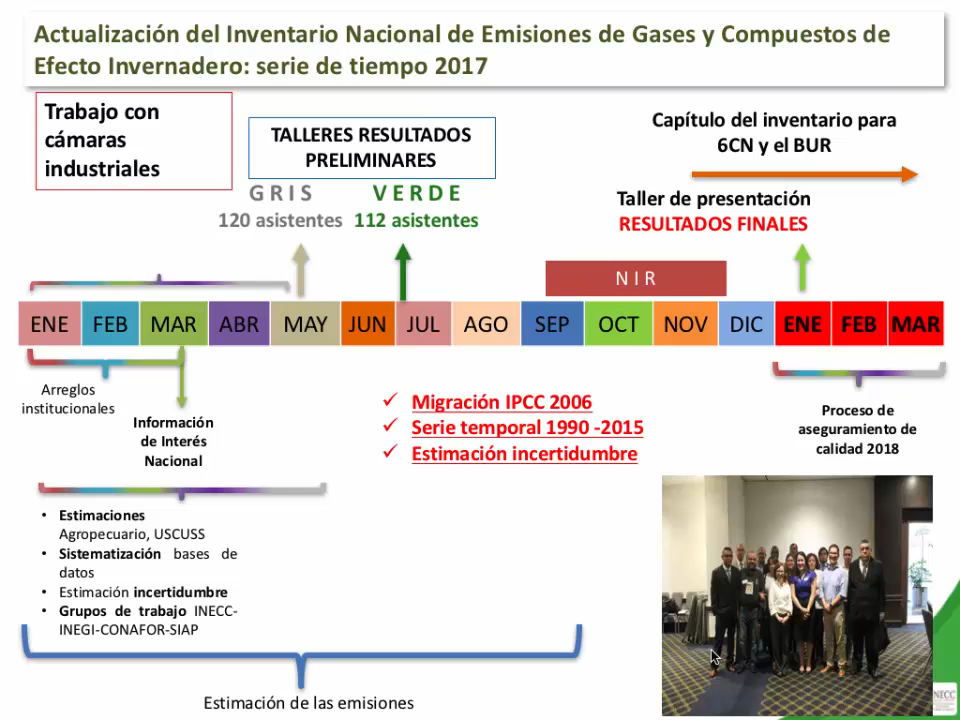 Actualización del Inventario Nacional de Emisiones de Gases y Compuestos de
Efecto Invernadero: serie de tiempo 2017
Trabajo con
cámaras
industriales
TALLERES RESULTADOS
PRELIMINARES
G R I S
120 asistentes
V E R D E
112 asistentes
Capítulo del inventario para
6CN y el BUR
Taller de presentación
RESULTADOS FINALES
N I R
ENE FEB MAR ABR MAY JUN JUL AGO SEP OCT NOV DIC ENE FEB MAR
Arreglos
institucionales
Información
de Interés
Nacional
✓ Migración IPCC 2006
✓ Serie temporal 1990 -2015
✓ Estimación incertidumbre
Proceso de
aseguramiento de
calidad 2018
• Estimaciones
Agropecuario, USCUSS
• Sistematización bases de
datos
• Estimación incertidumbre
• Grupos de trabajo INECC-
INEGI-CONAFOR-SIAP
Estimación de las emisiones